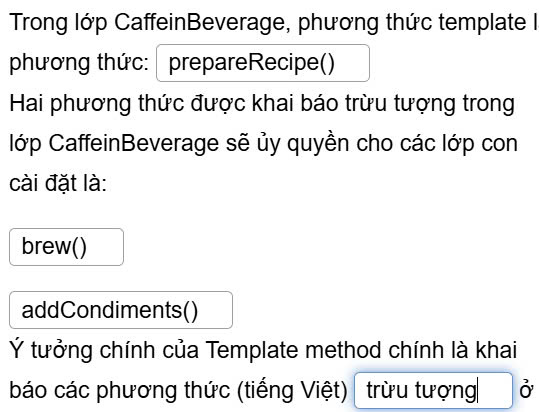 Trong lớp CaffeinBeverage, phương thức template l
phương thức: prepareRecipe()
Hai phương thức được khai báo trừu tượng trong
lớp CaffeinBeverage sẽ ủy quyền cho các lớp con
cài đặt là:
brew()
addCondiments()
Ý tưởng chính của Template method chính là khai
báo các phương thức (tiếng Việt) trừu tượng ở